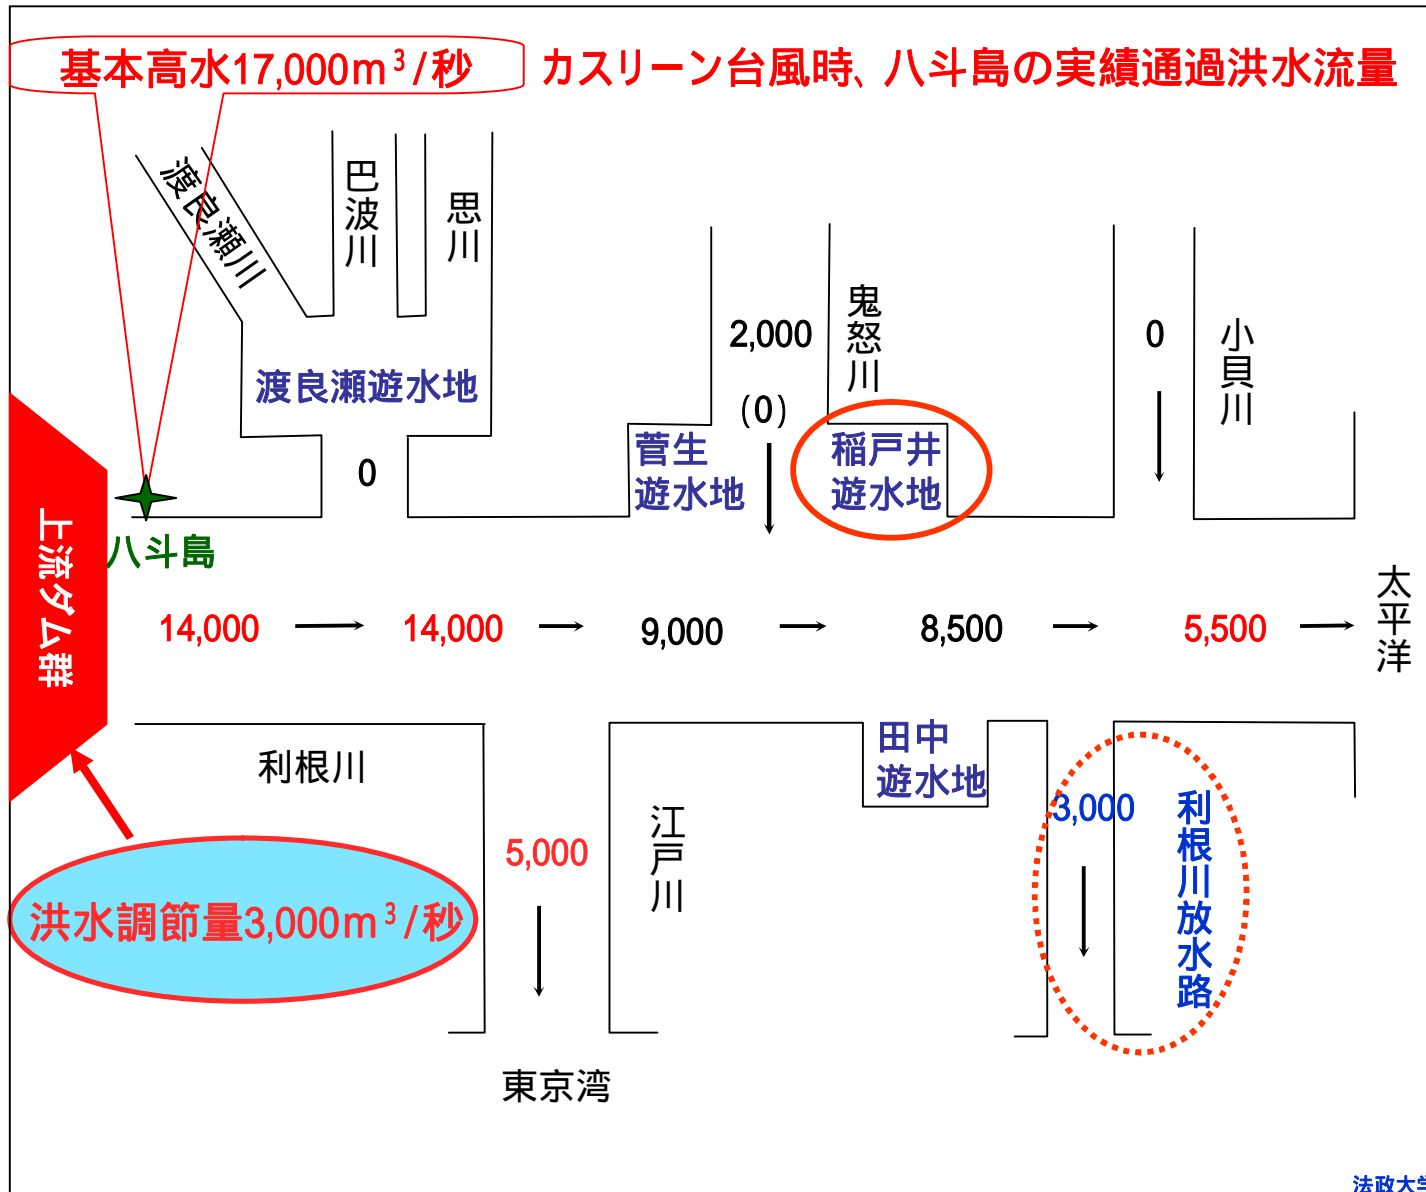 基本高水17,000m³/秒
カスリーン台風時、八斗島の実績通過洪水流量
渡良瀬川
巴波川
思川
鬼怒川
小貝川
2,000
(0)
0
渡良瀬遊水地
0
菅生
遊水地
稲戸井
遊水地
八斗島
上流ダム群
14,000
14,000
9,000
8,500
5,500
太平洋
利根川
田中
遊水地
5,000
江戸川
3,000
利根川放水路
洪水調節量3,000m³/秒
東京湾
法政大学